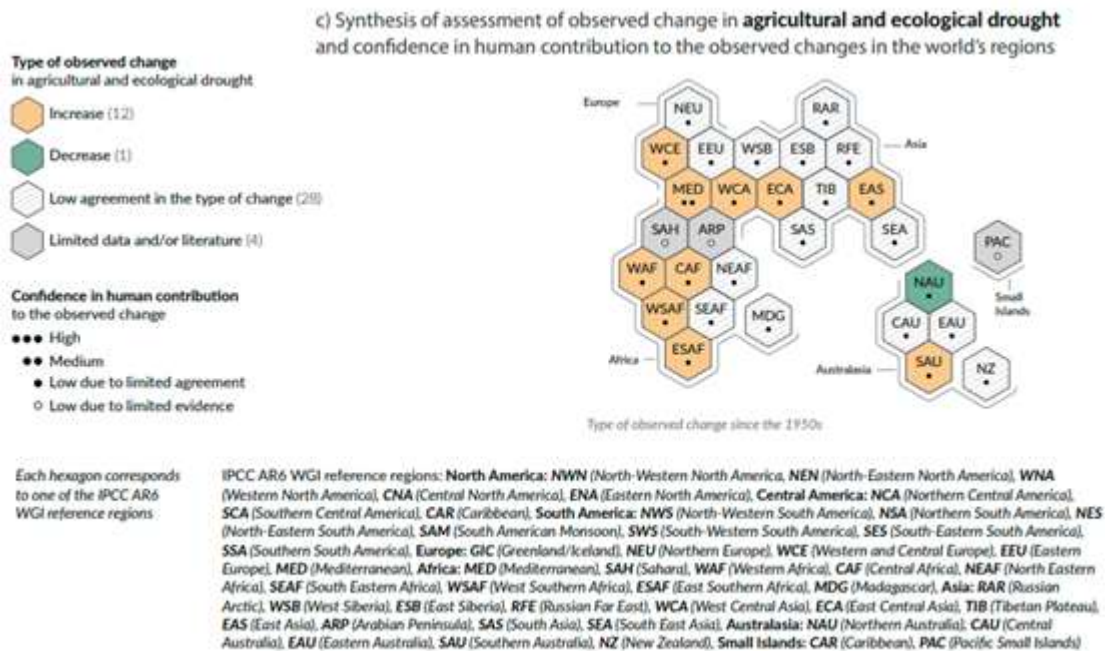 c) Synthesis of assessment of observed change in agricultural and ecological drought
and confidence in human contribution to the observed changes in the world's regions
Type of observed change
in agricultural and ecological drought
Increase (12)
Decrease (1)
Low agreement in the type of change (28)
Limited data and/or literature (4)
Confidence in human contribution
to the observed change
High
Medium
Low due to limited agreement
Low due to limited evidence
Europe
NEU
RAR
WCE EEU WSB ESB RFE
Asia
MED WCA ECA TIB EAS
SAH ARP SAS SEA
PAC
WAF CAF NEAF
NAU
Small
Islands
WSAF SEAF MDG
CAU EAU
Africa
ESAF
Australasia
SAU
NZ
Type of observed change since the 1950s
Each hexagon corresponds
to one of the IPCC AR6
WGI reference regions
IPCC AR6 WGI reference regions: North America: NWN (North-Western North America, NEN (North-Eastern North America), WNA
(Western North America), CNA (Central North America), ENA (Eastern North America), Central America: NCA (Northern Central America),
SCA (Southern Central America), CAR (Caribbean), South America: NWS (North-Western South America), NSA (Northern South America), NES
(North-Eastern South America), SAM (South American Monsoon), SWS (South-Western South America), SES (South-Eastern South America),
SSA (Southern South America), Europe: GIC (Greenland/Iceland), NEU (Northern Europe), WCE (Western and Central Europe), EEU (Eastern
Europe), MED (Mediterranean), Africa: MED (Mediterranean), SAH (Sahara), WAF (Western Africa), CAF (Central Africa), NEAF (North Eastern
Africa), SEAF (South Eastern Africa), WSAF (West Southern Africa), ESAF (East Southern Africa), MDG (Madagascar), Asia: RAR (Russian
Arctic), WSB (West Siberia), ESB (East Siberia), RFE (Russian Far East), WCA (West Central Asia), ECA (East Central Asia), TIB (Tibetan Plateau),
EAS (East Asia), ARP (Arabian Peninsula), SAS (South Asia), SEA (South East Asia), Australasia: NAU (Northern Australia), CAU (Central
Australia), EAU (Eastern Australia), SAU (Southern Australia), NZ (New Zealand), Small Islands: CAR (Caribbean), PAC (Pacific Small Islands)